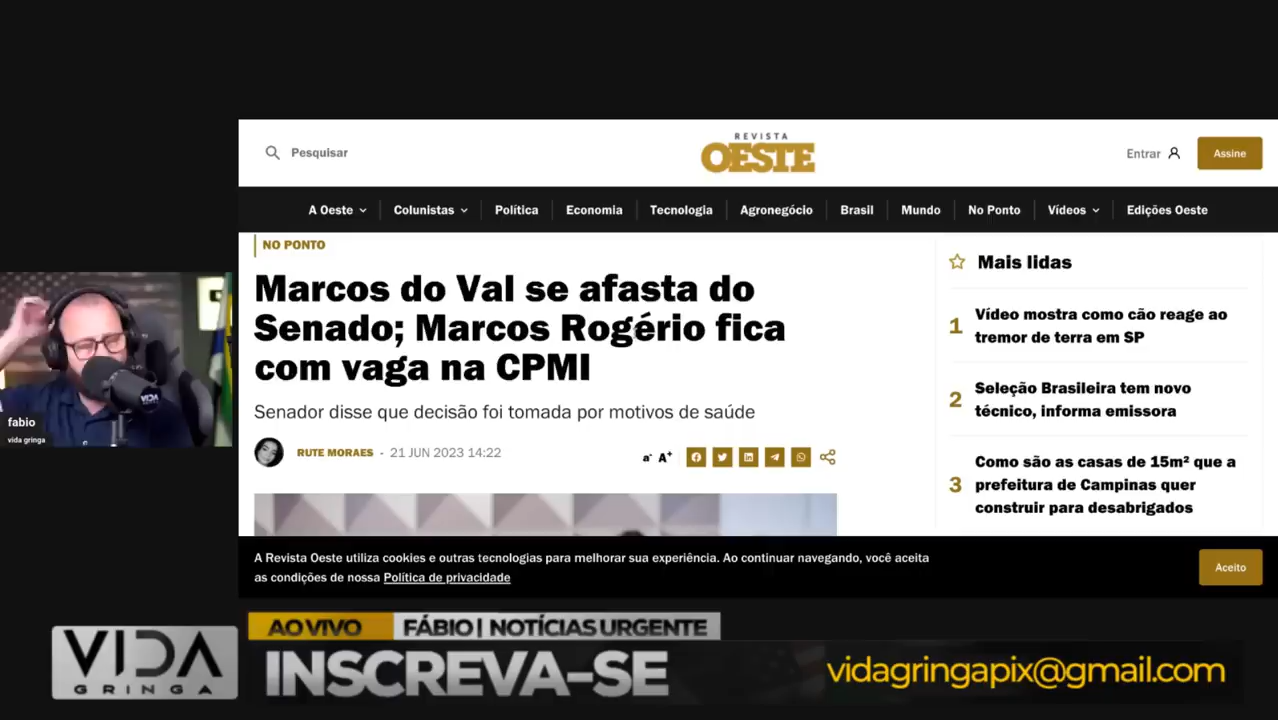 Pesquisar
REVISTA
OESTE
Entrar
Assine
A Oeste
Colunistas
Política
Economia
Tecnologia
Agronegócio
Brasil
Mundo
No Ponto
Vídeos
Edições Oeste
NO PONTO
Marcos do Val se afasta do
Senado; Marcos Rogério fica
com vaga na CPMI
Senador disse que decisão foi tomada por motivos de saúde
RUTE MORAES - 21 JUN 2023 14:22
a- A+
Mais lidas
1 Vídeo mostra como cão reage ao
tremor de terra em SP
2 Seleção Brasileira tem novo
técnico, informa emissora
3 Como são as casas de 15m² que a
prefeitura de Campinas quer
construir para desabrigados
A Revista Oeste utiliza cookies e outras tecnologias para melhorar sua experiência. Ao continuar navegando, você aceita
as condições de nossa Política de privacidade
Aceito
VIDA
fabio
vida gringa
VIDA
GRINGA
AO VIVO
FÁBIO | NOTÍCIAS URGENTE
INSCREVA-SE
vidagringapix@gmail.com